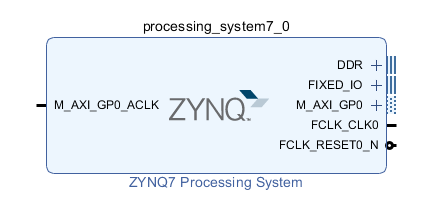 processing_system7_0
DDR
FIXED_IO
M_AXI_GP0_ACLK ZYNQ M_AXI_GP0
FCLK_CLK0
FCLK_RESET0_N
ZYNQ7 Processing System